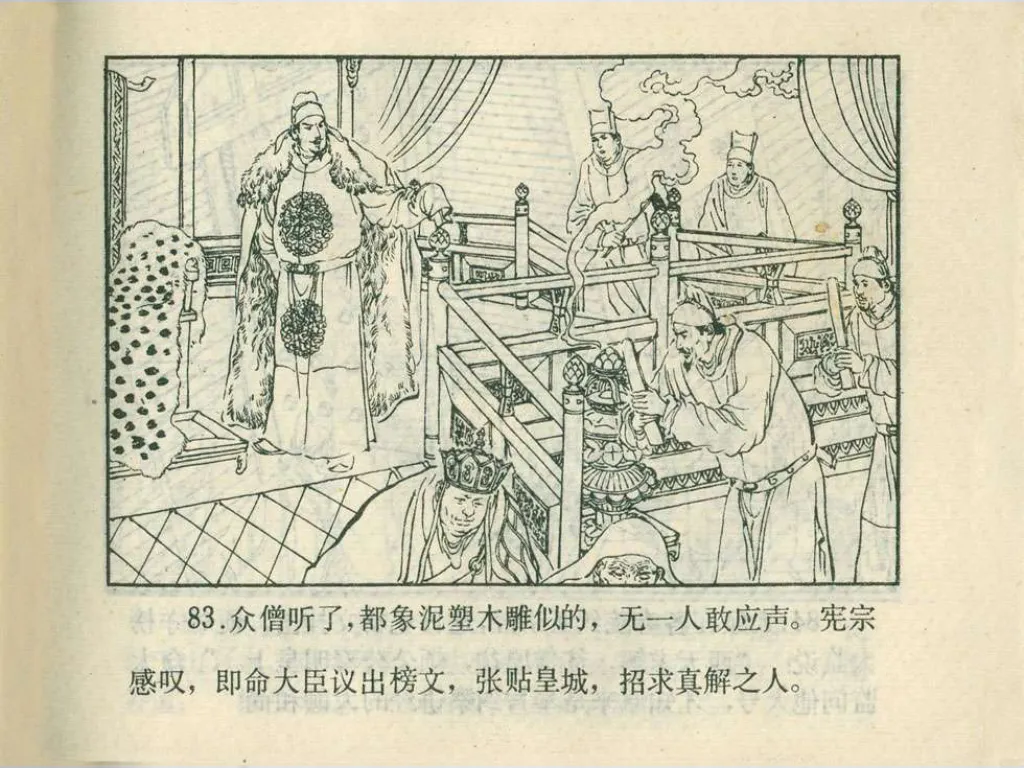 83.众僧听了，都象泥塑木雕似的，无一人敢应声。宪宗
感叹，即命大臣议出榜文，张贴皇城，招求真解之人。